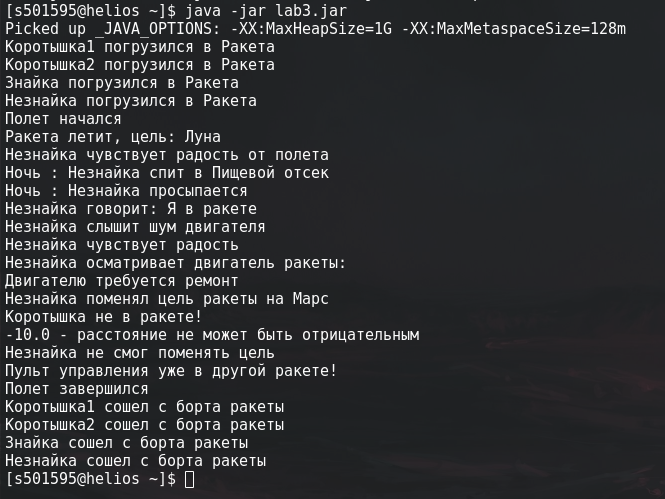 [s501595@helios ~]$ java -jar lab3.jar
Picked up _JAVA_OPTIONS: -XX:MaxHeapSize=1G -XX:MaxMetaspaceSize=128m
Коротышка1 погрузился в Ракета
Коротышка2 погрузился в Ракета
Знайка погрузился в Ракета
Незнайка погрузился в Ракета
Полет начался
Ракета летит, цель: Луна
Незнайка чувствует радость от полета
Ночь : Незнайка спит в Пищевой отсек
Ночь : Незнайка просыпается
Незнайка говорит: Я в ракете
Незнайка слышит шум двигателя
Незнайка чувствует радость
Незнайка осматривает двигатель ракеты:
Двигателю требуется ремонт
Незнайка поменял цель ракеты на Марс
Коротышка не в ракете!
-10.0 - расстояние не может быть отрицательным
Незнайка не смог поменять цель
Пульт управления уже в другой ракете!
Полет завершился
Коротышка1 сошел с борта ракеты
Коротышка2 сошел с борта ракеты
Знайка сошел с борта ракеты
Незнайка сошел с борта ракеты
[s501595@helios ~]$